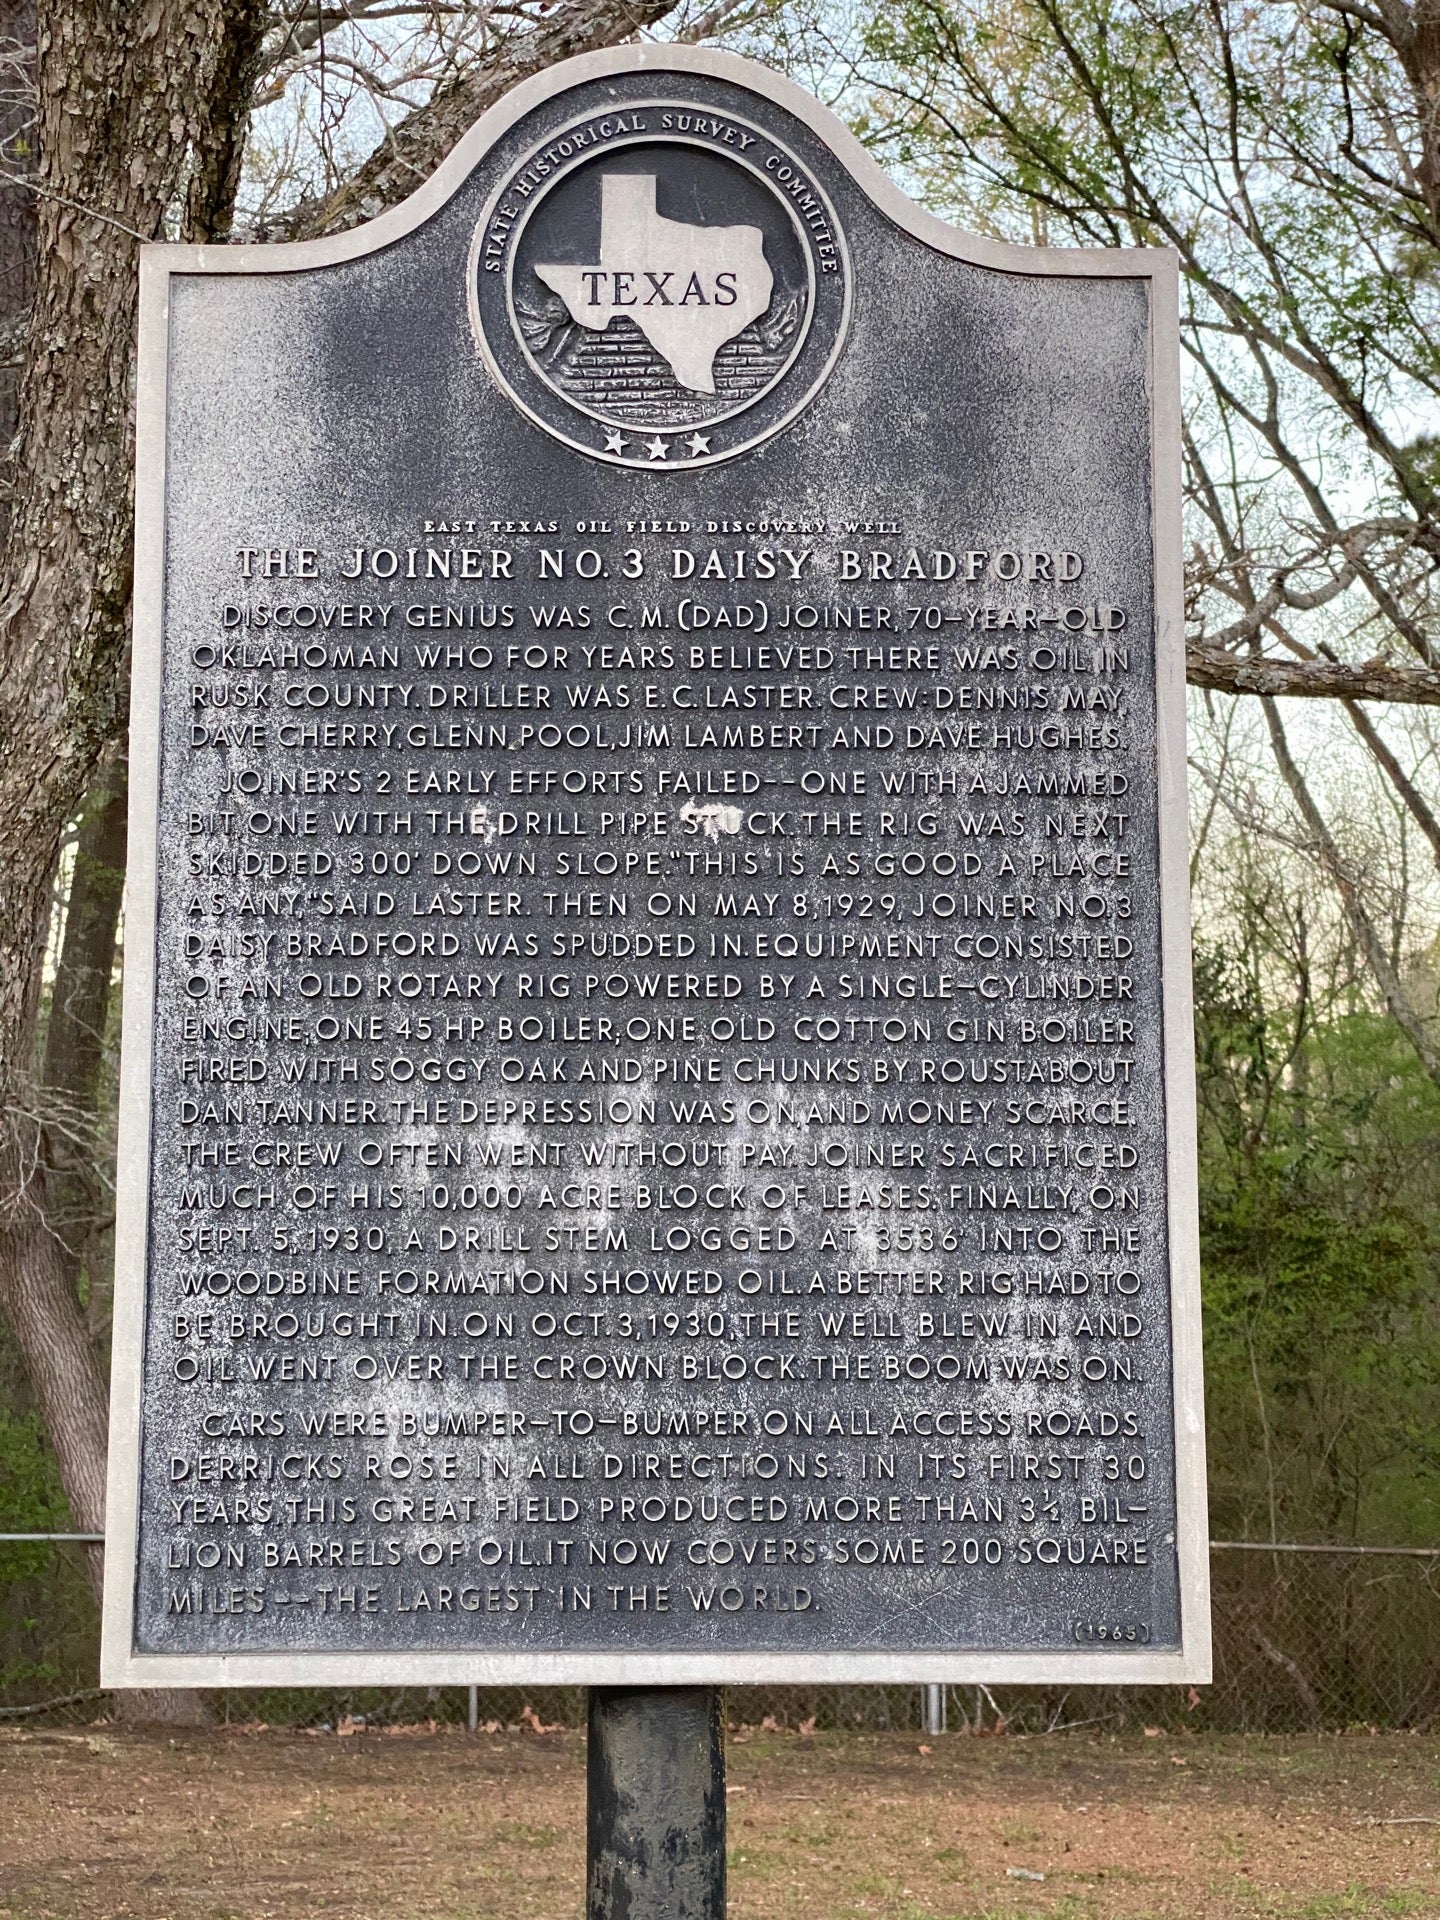 STATE HISTORICAL SURVEY COMMITTEE
TEXAS
EAST TEXAS OIL FIELD DISCOVERY WELL
THE JOINER NO. 3 DAISY BRADFORD
DISCOVERY GENIUS WAS C. M. (DAD) JOINER, 70-YEAR-OLD
OKLAHOMAN WHO FOR YEARS BELIEVED THERE WAS OIL IN
RUSK COUNTY. DRILLER WAS E. C. LASTER. CREW: DENNIS MAY,
DAVE CHERRY, GLENN POOL, JIM LAMBERT AND DAVE HUGHES.
JOINER'S 2 EARLY EFFORTS FAILED--ONE WITH A JAMMED
BIT, ONE WITH THE DRILL PIPE STUCK. THE RIG WAS NEXT
SKIDDED 300' DOWN SLOPE. "THIS IS AS GOOD A PLACE
AS ANY," SAID LASTER. THEN ON MAY 8, 1929, JOINER NO. 3
DAISY BRADFORD WAS SPUDDED IN. EQUIPMENT CONSISTED
OF AN OLD ROTARY RIG POWERED BY A SINGLE-CYLINDER
ENGINE, ONE 45 HP BOILER; ONE OLD COTTON GIN BOILER
FIRED WITH SOGGY OAK AND PINE CHUNKS BY ROUSTABOUT
DAN TANNER. THE DEPRESSION WAS ON, AND MONEY SCARCE.
THE CREW OFTEN WENT WITHOUT PAY. JOINER SACRIFICED
MUCH OF HIS 10,000 ACRE BLOCK OF LEASES. FINALLY, ON
SEPT. 5, 1930, A DRILL STEM LOGGED AT 3536' INTO THE
WOODBINE FORMATION SHOWED OIL. A BETTER RIG HAD TO
BE BROUGHT IN. ON OCT. 3, 1930, THE WELL BLEW IN AND
OIL WENT OVER THE CROWN BLOCK. THE BOOM WAS ON.
CARS WERE BUMPER-TO-BUMPER ON ALL ACCESS ROADS.
DERRICKS ROSE IN ALL DIRECTIONS. IN ITS FIRST 30
YEARS, THIS GREAT FIELD PRODUCED MORE THAN 3 1/2 BIL-
LION BARRELS OF OIL. IT NOW COVERS SOME 200 SQUARE
MILES--THE LARGEST IN THE WORLD.
(1965)